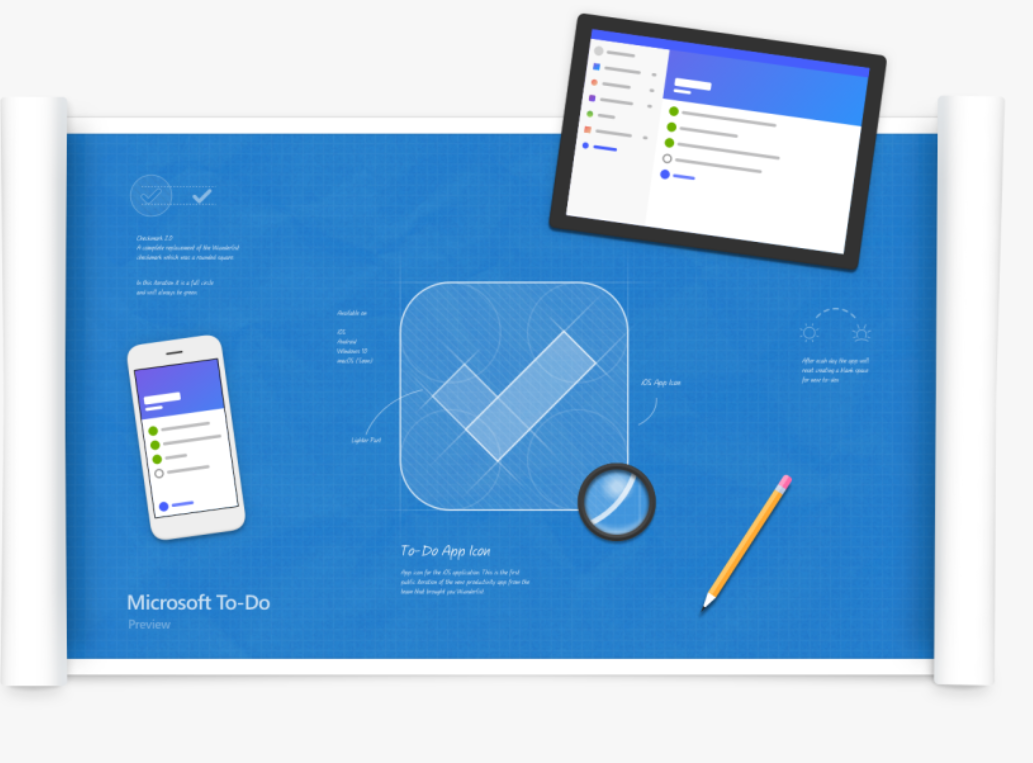 Checkmark 2.0
A complete replacement of the Wunderlist
checkmark which was a rounded square.
In this iteration it is a full circle
and will always be green.
Available on
iOS
Android
Windows 10
macOS (Soon)
Lighter Part
iOS App Icon
After each day the app will
reset creating a blank space
for new to-dos
To-Do App Icon
App icon for the iOS application. This is the first
public iteration of the new productivity app from the
team that brought you Wunderlist.
Microsoft To-Do
Preview